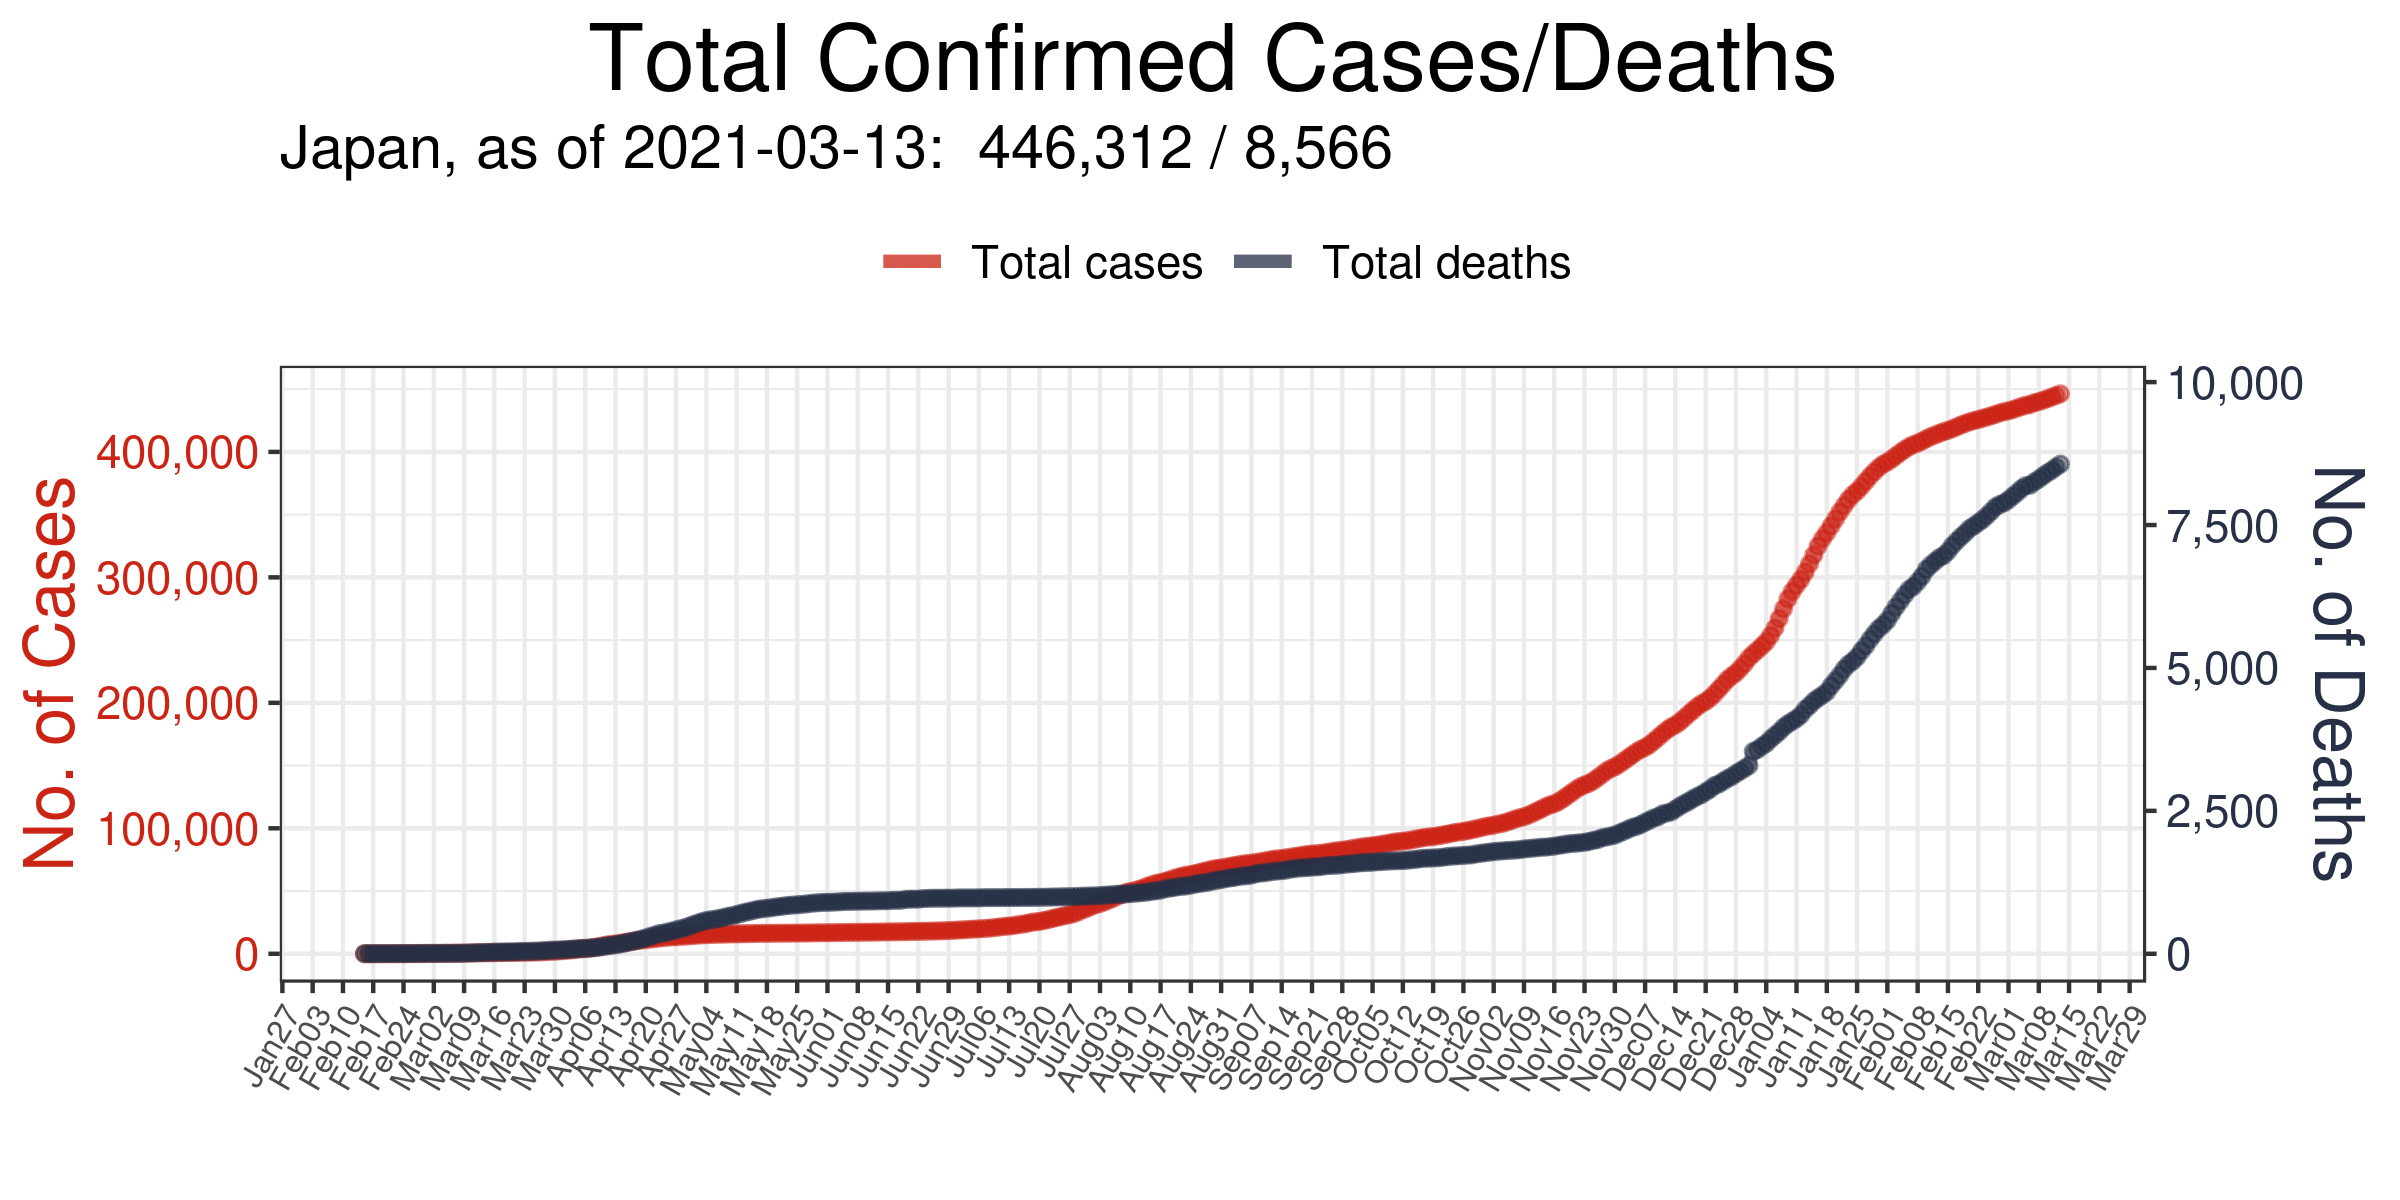 Total Confirmed Cases/Deaths
Japan, as of 2021-03-13:  446,312 / 8,566
Total cases
Total deaths
No. of Cases
400,000
300,000
200,000
100,000
0
10,000
7,500
5,000
2,500
0
No. of Deaths
Jan27
Feb03
Feb10
Feb17
Feb24
Mar02
Mar09
Mar16
Mar23
Mar30
Apr06
Apr13
Apr20
Apr27
May04
May11
May18
May25
Jun01
Jun08
Jun15
Jun22
Jun29
Jul06
Jul13
Jul20
Jul27
Aug03
Aug10
Aug17
Aug24
Aug31
Sep07
Sep14
Sep21
Sep28
Oct05
Oct12
Oct19
Oct26
Nov02
Nov09
Nov16
Nov23
Nov30
Dec07
Dec14
Dec21
Dec28
Jan04
Jan11
Jan18
Jan25
Feb01
Feb08
Feb15
Feb22
Mar01
Mar08
Mar15
Mar22
Mar29